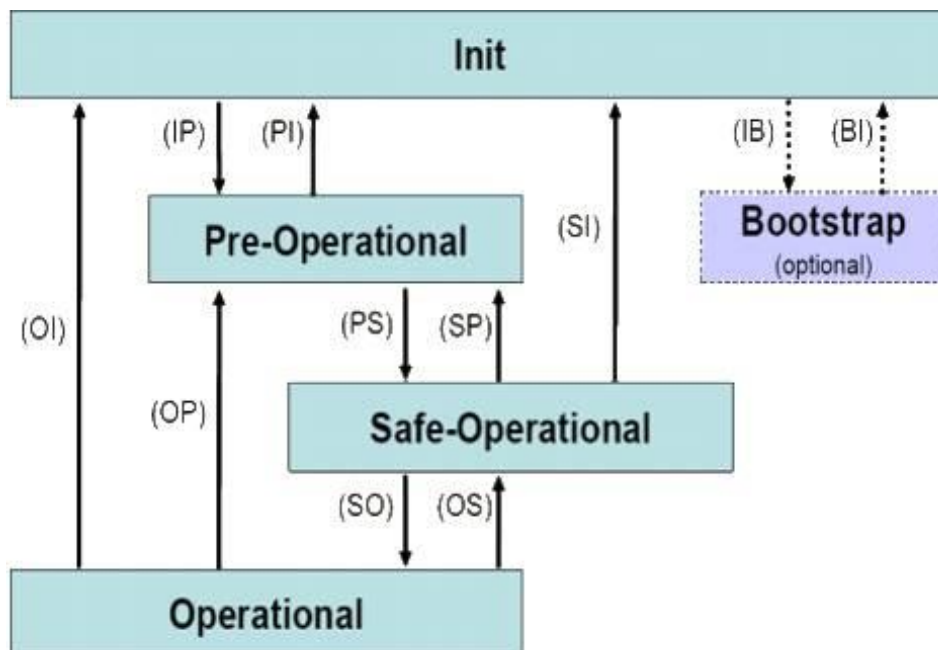 Init
(IP)
(PI)
(IB)
(BI)
Pre-Operational
(SI)
Bootstrap
(optional)
(OI)
(PS)
(SP)
(OP)
Safe-Operational
(SO)
(OS)
Operational